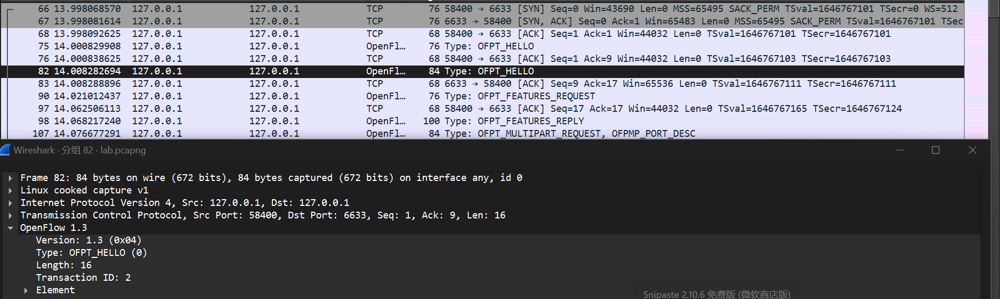 66 13.998068570 127.0.0.1 127.0.0.1 TCP 76 58400 → 6633 [SYN] Seq=0 Win=43690 Len=0 MSS=65495 SACK_PERM TSval=1646767101 TSecr=0 WS=512
67 13.998081614 127.0.0.1 127.0.0.1 TCP 76 6633 → 58400 [SYN, ACK] Seq=0 Ack=1 Win=65483 Len=0 MSS=65495 SACK_PERM TSval=1646767101 TSec
68 13.998092625 127.0.0.1 127.0.0.1 TCP 68 58400 → 6633 [ACK] Seq=1 Ack=1 Win=44032 Len=0 TSval=1646767101 TSecr=1646767101
75 14.000829908 127.0.0.1 127.0.0.1 OpenFl… 76 Type: OFPT_HELLO
76 14.000838625 127.0.0.1 127.0.0.1 TCP 68 58400 → 6633 [ACK] Seq=1 Ack=9 Win=44032 Len=0 TSval=1646767103 TSecr=1646767103
82 14.008282694 127.0.0.1 127.0.0.1 OpenFl… 84 Type: OFPT_HELLO
83 14.008288896 127.0.0.1 127.0.0.1 TCP 68 6633 → 58400 [ACK] Seq=9 Ack=17 Win=65536 Len=0 TSval=1646767111 TSecr=1646767111
90 14.021012437 127.0.0.1 127.0.0.1 OpenFl… 76 Type: OFPT_FEATURES_REQUEST
97 14.062506113 127.0.0.1 127.0.0.1 TCP 68 58400 → 6633 [ACK] Seq=17 Ack=17 Win=44032 Len=0 TSval=1646767165 TSecr=1646767124
98 14.068217240 127.0.0.1 127.0.0.1 OpenFl… 100 Type: OFPT_FEATURES_REPLY
107 14.076677291 127.0.0.1 127.0.0.1 OpenFl… 84 Type: OFPT_MULTIPART_REQUEST, OFPMP_PORT_DESC
Wireshark · 分组 82 · lab.pcapng
Frame 82: 84 bytes on wire (672 bits), 84 bytes captured (672 bits) on interface any, id 0
Linux cooked capture v1
Internet Protocol Version 4, Src: 127.0.0.1, Dst: 127.0.0.1
Transmission Control Protocol, Src Port: 58400, Dst Port: 6633, Seq: 1, Ack: 9, Len: 16
OpenFlow 1.3
Version: 1.3 (0x04)
Type: OFPT_HELLO (0)
Length: 16
Transaction ID: 2
Element
Snipaste 2.10.6 免费版 (微软商店版)